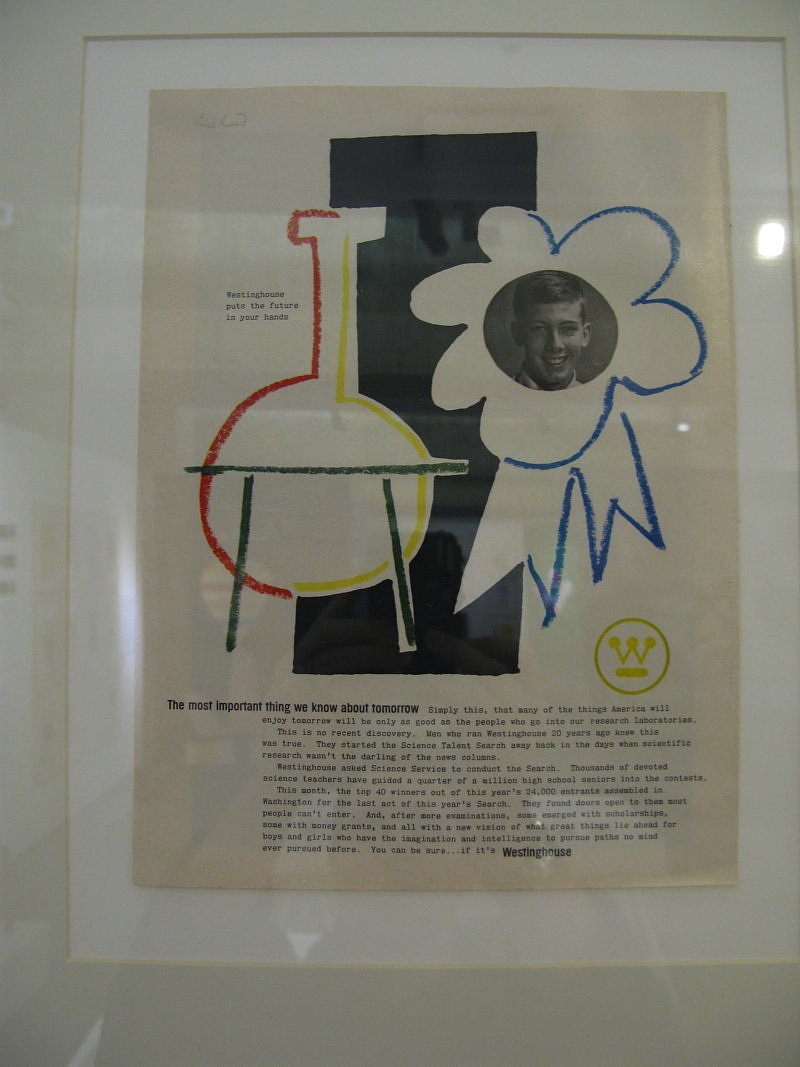 Paul Rand
Westinghouse
puts the future
in your hands
W
The most important thing we know about tomorrow Simply this, that many of the things America will
enjoy tomorrow will be only as good as the people who go into our research laboratories.
This is no recent discovery. Men who ran Westinghouse 20 years ago knew this
was true. They started the Science Talent Search away back in the days when scientific
research wasn't the darling of the news columns.
Westinghouse asked Science Service to conduct the Search. Thousands of devoted
science teachers have guided a quarter of a million high school seniors into the contests.
This month, the top 40 winners out of this year's 24,000 entrants assembled in
Washington for the last act of this year's Search. They found doors open to them most
people can't enter. And, after more examinations, some emerged with scholarships,
some with money grants, and all with a new vision of what great things lie ahead for
boys and girls who have the imagination and intelligence to pursue paths no mind
ever pursued before. You can be sure...if it's Westinghouse